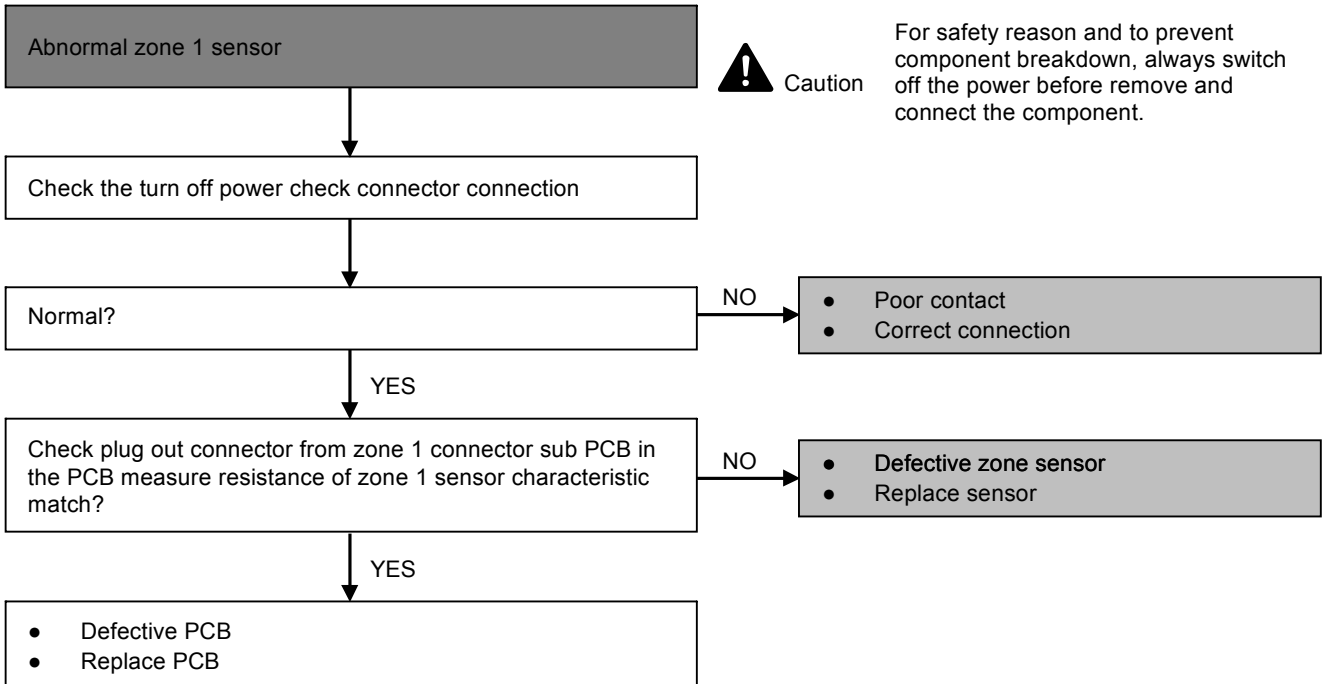 Abnormal zone 1 sensor
Caution
For safety reason and to prevent
component breakdown, always switch
off the power before remove and
connect the component.
Check the turn off power check connector connection
Normal?
NO
● Poor contact
● Correct connection
YES
Check plug out connector from zone 1 connector sub PCB in
the PCB measure resistance of zone 1 sensor characteristic
match?
NO
● Defective zone sensor
● Replace sensor
YES
● Defective PCB
● Replace PCB